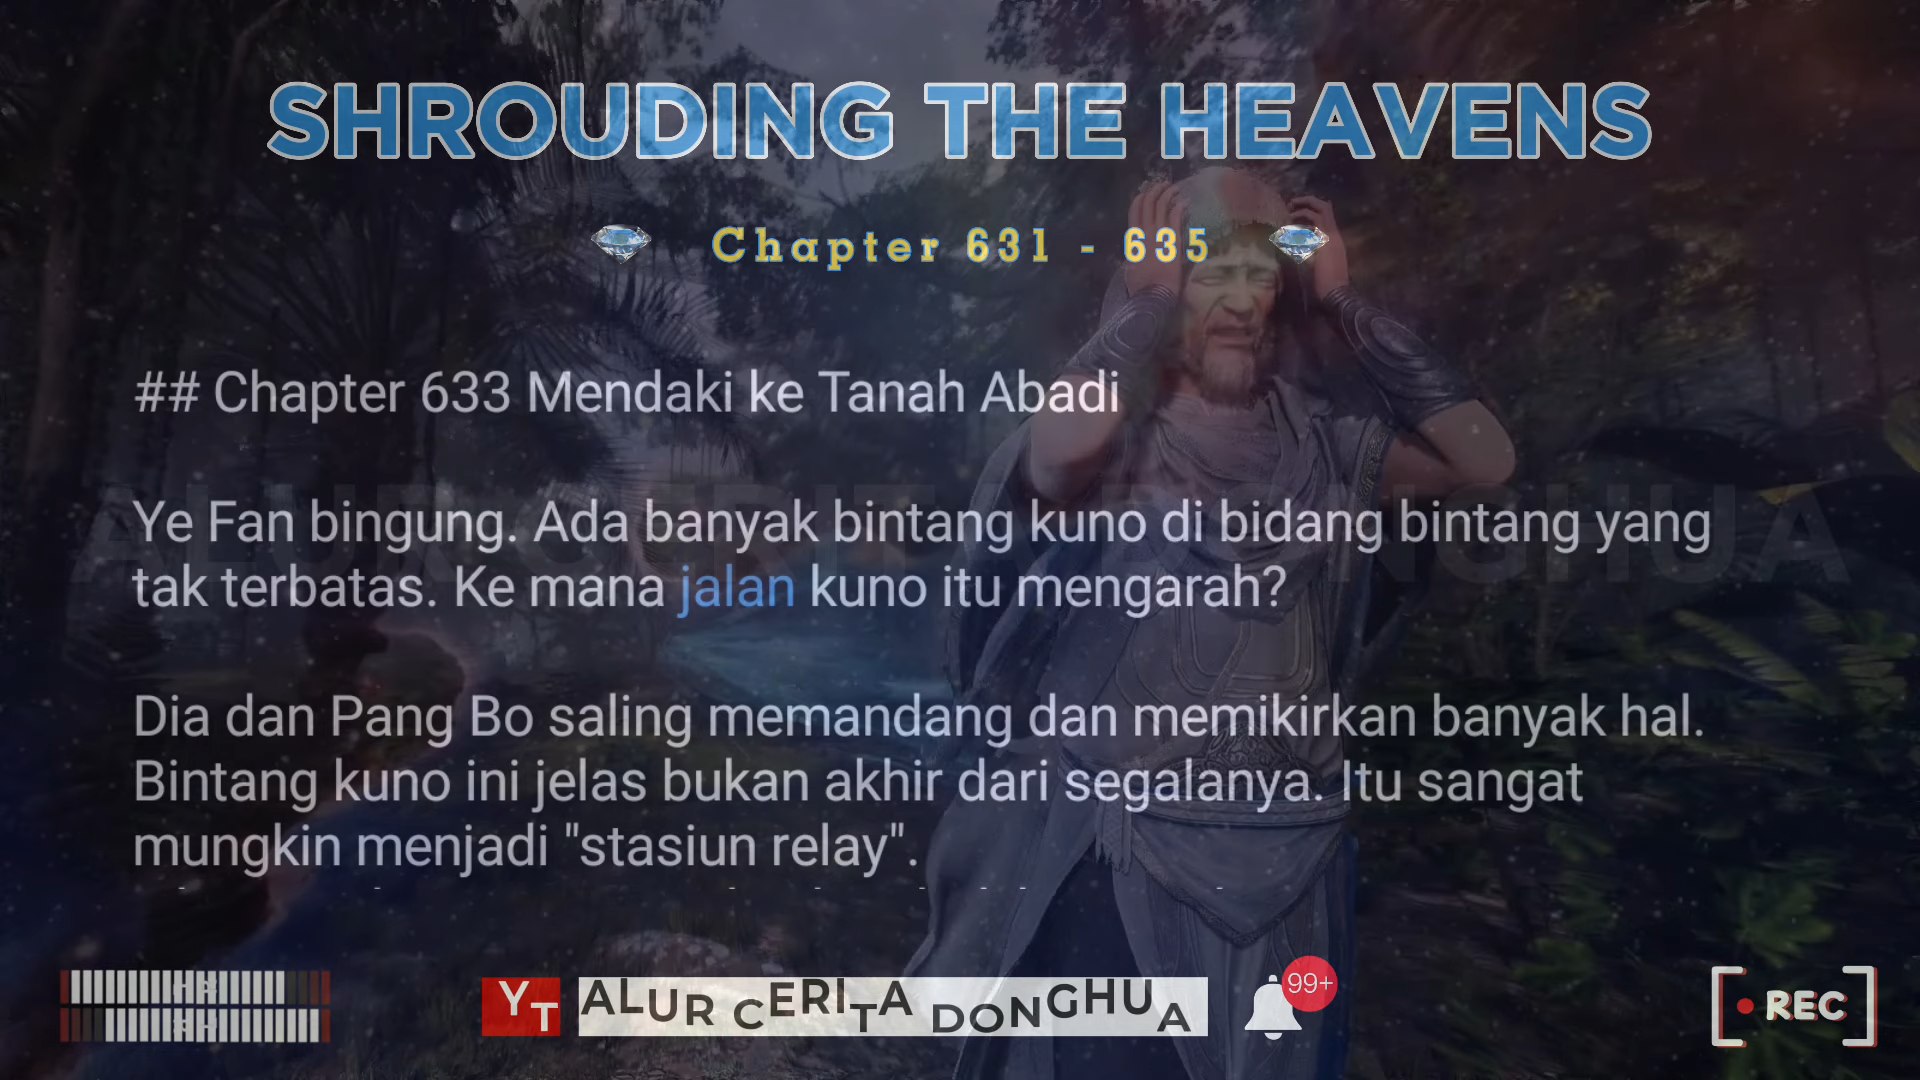 SHROUDING THE HEAVENS
Chapter 631 - 635
## Chapter 633 Mendaki ke Tanah Abadi
ALUR CERITA DONGHUA
Ye Fan bingung. Ada banyak bintang kuno di bidang bintang yang
tak terbatas. Ke mana jalan kuno itu mengarah?
Dia dan Pang Bo saling memandang dan memikirkan banyak hal.
Bintang kuno ini jelas bukan akhir dari segalanya. Itu sangat
mungkin menjadi "stasiun relay".
YT ALUR CERITA DONGHUA 99+
REC